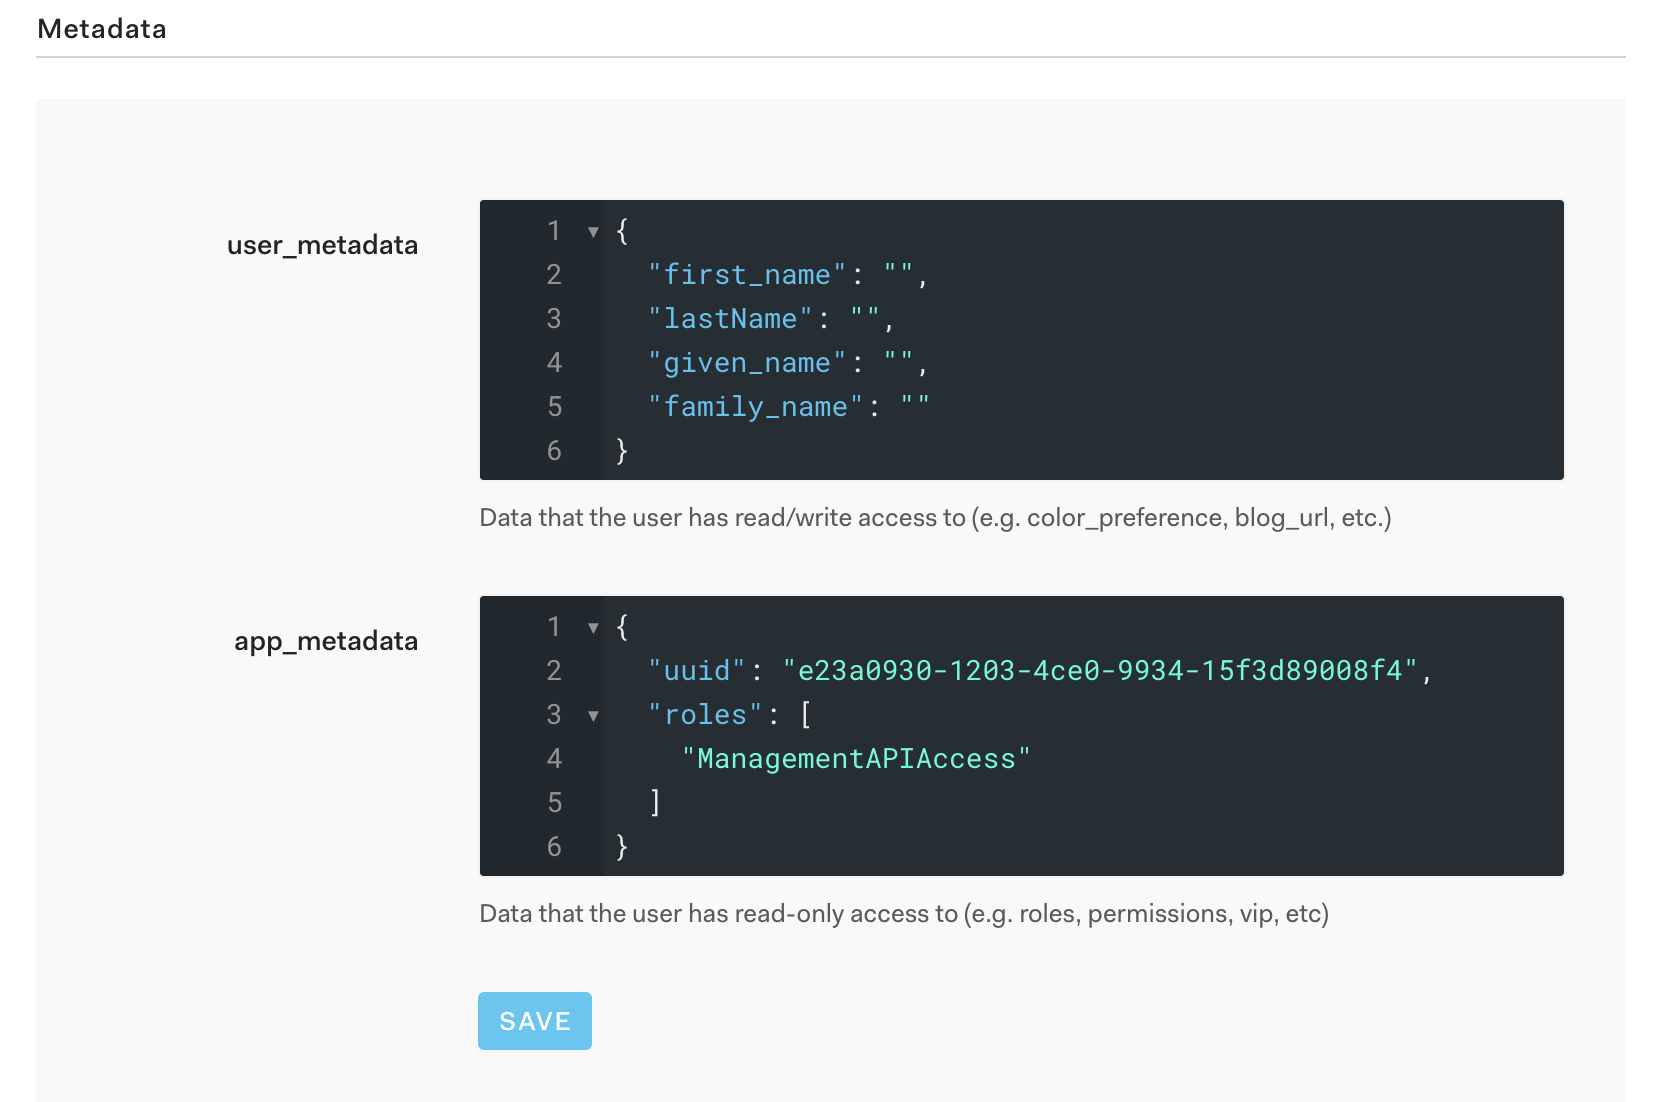 Metadata
user_metadata
1 ▼ {
2 "first_name": "",
3 "lastName": "",
4 "given_name": "",
5 "family_name": ""
6 }
Data that the user has read/write access to (e.g. color_preference, blog_url, etc.)
app_metadata
1 ▼ {
2 "uuid": "e23a0930-1203-4ce0-9934-15f3d89008f4",
3 ▼ "roles": [
4 "ManagementAPIAccess"
5 ]
6 }
Data that the user has read-only access to (e.g. roles, permissions, vip, etc)
SAVE